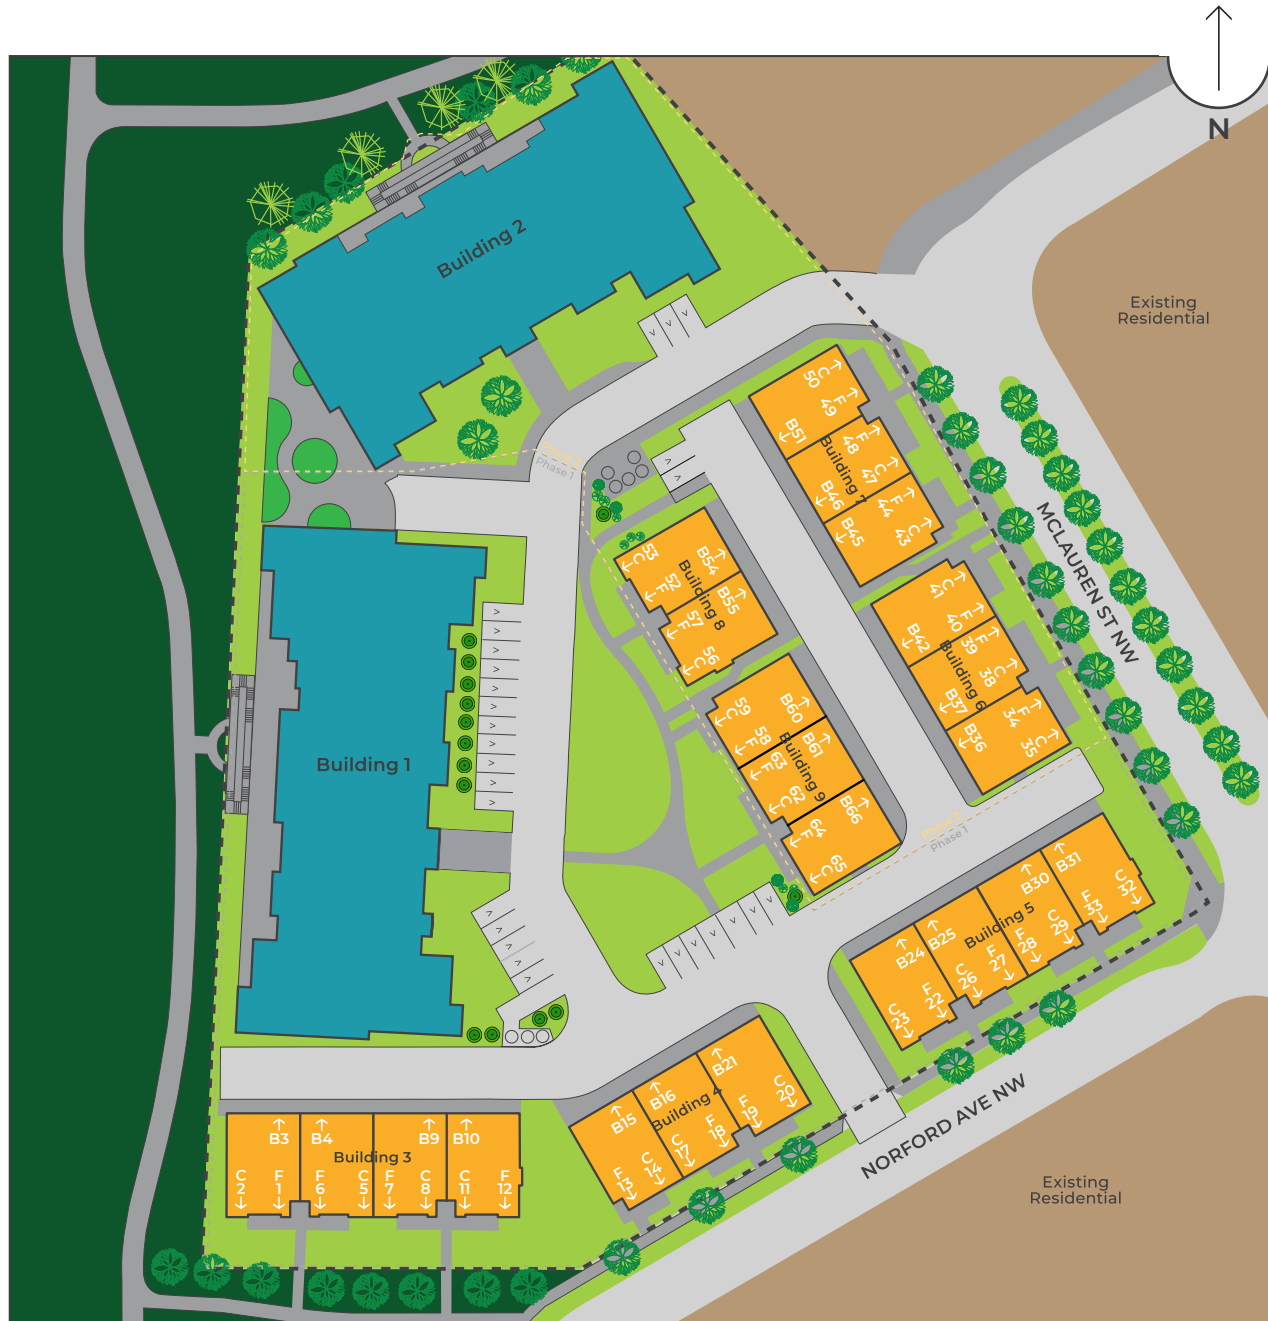 N
Building 2
Existing
Residential
Phase 2
Phase 1
C
50
F
49
B51
Building 7
F
48
C
47
B46
F
44
C
43
B45
MCLAUREN ST NW
C
53
F
52
B54
Building 8
B55
F
57
C
56
C
41
F
40
B42
Building 6
F
39
C
38
B37
F
34
C
35
B36
C
59
F
58
B60
Building 9
B61
F
63
C
62
B66
F
64
C
65
Building 1
Phase 2
Phase 1
B31
B30
C
32
F
33
Building 5
B25
B24
C
29
F
28
F
27
C
26
F
22
C
23
B21
B16
B15
Building 4
C
20
F
19
F
18
C
17
C
14
F
13
NORFORD AVE NW
B3
B4
B9
B10
Building 3
C
2
F
1
F
6
C
5
F
7
C
8
C
11
F
12
Existing
Residential